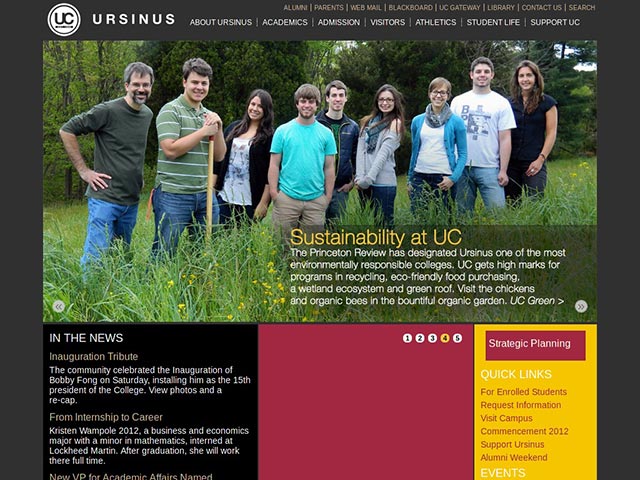 ALUMNI | PARENTS | WEB MAIL | BLACKBOARD | UC GATEWAY | LIBRARY | CONTACT US | SEARCH
UC URSINUS
ABOUT URSINUS | ACADEMICS | ADMISSION | VISITORS | ATHLETICS | STUDENT LIFE | SUPPORT UC
Sustainability at UC
The Princeton Review has designated Ursinus one of the most
environmentally responsible colleges. UC gets high marks for
programs in recycling, eco-friendly food purchasing,
a wetland ecosystem and green roof. Visit the chickens
and organic bees in the bountiful organic garden. UC Green >
« »
IN THE NEWS
Inauguration Tribute
The community celebrated the Inauguration of
Bobby Fong on Saturday, installing him as the 15th
president of the College. View photos and a
re-cap.
From Internship to Career
Kristen Wampole 2012, a business and economics
major with a minor in mathematics, interned at
Lockheed Martin. After graduation, she will work
there full time.
New VP for Academic Affairs Named
1 2 3 4 5
Strategic Planning
QUICK LINKS
For Enrolled Students
Request Information
Visit Campus
Commencement 2012
Support Ursinus
Alumni Weekend
EVENTS